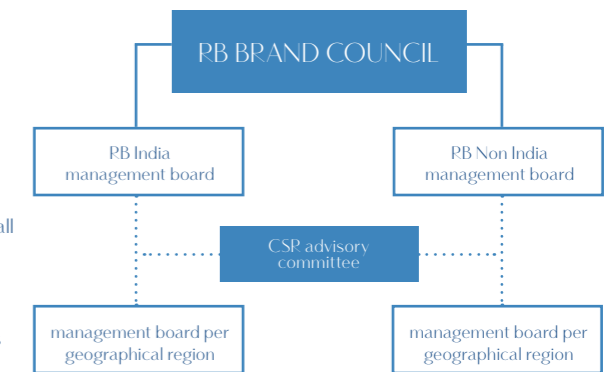 RB BRAND COUNCIL
RB India
management board
RB Non India
management board
all
CSR advisory
committee
management board per
geographical region
management board per
geographical region